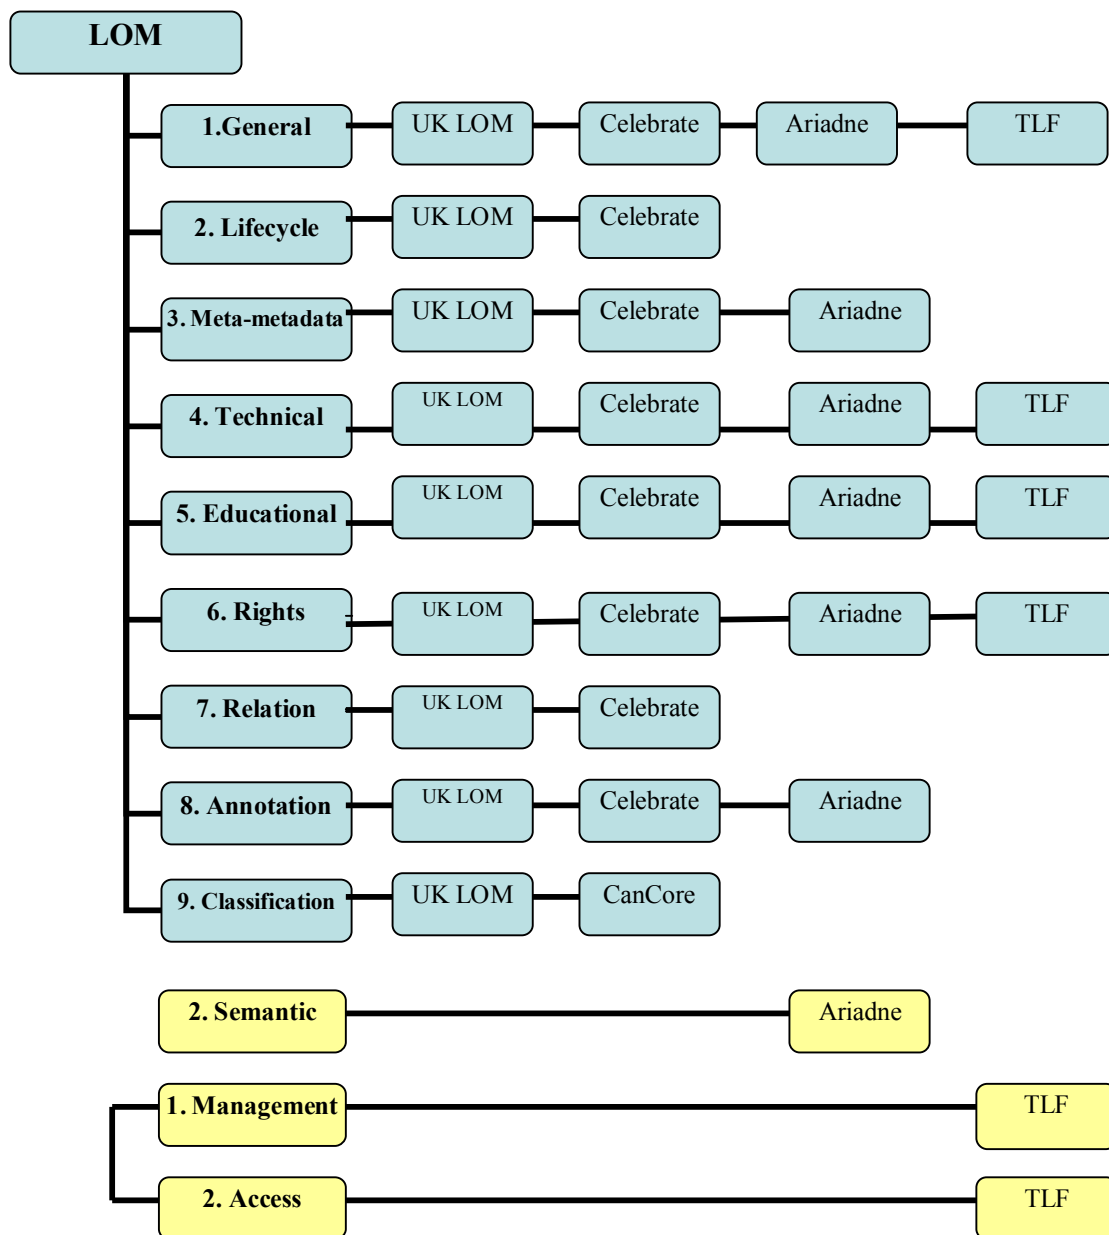 LOM
1.General UK LOM Celebrate Ariadne TLF
2. Lifecycle UK LOM Celebrate
3. Meta-metadata UK LOM Celebrate Ariadne
4. Technical UK LOM Celebrate Ariadne TLF
5. Educational UK LOM Celebrate Ariadne TLF
6. Rights UK LOM Celebrate Ariadne TLF
7. Relation UK LOM Celebrate
8. Annotation UK LOM Celebrate Ariadne
9. Classification UK LOM CanCore
2. Semantic Ariadne
1. Management TLF
2. Access TLF